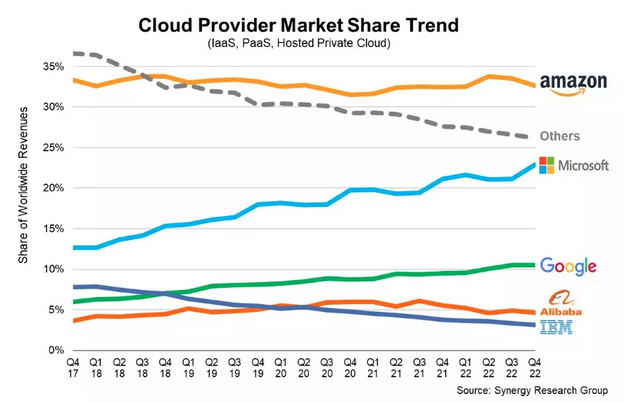 Cloud Provider Market Share Trend
(IaaS, PaaS, Hosted Private Cloud)
Share of Worldwide Revenues
35%
30%
25%
20%
15%
10%
5%
0%
amazon
Others
Microsoft
Google
Alibaba
IBM
Q4 Q1 Q2 Q3 Q4 Q1 Q2 Q3 Q4 Q1 Q2 Q3 Q4 Q1 Q2 Q3 Q4 Q1 Q2 Q3 Q4
17 18 18 18 18 19 19 19 19 20 20 20 20 21 21 21 21 22 22 22 22
Source: Synergy Research Group